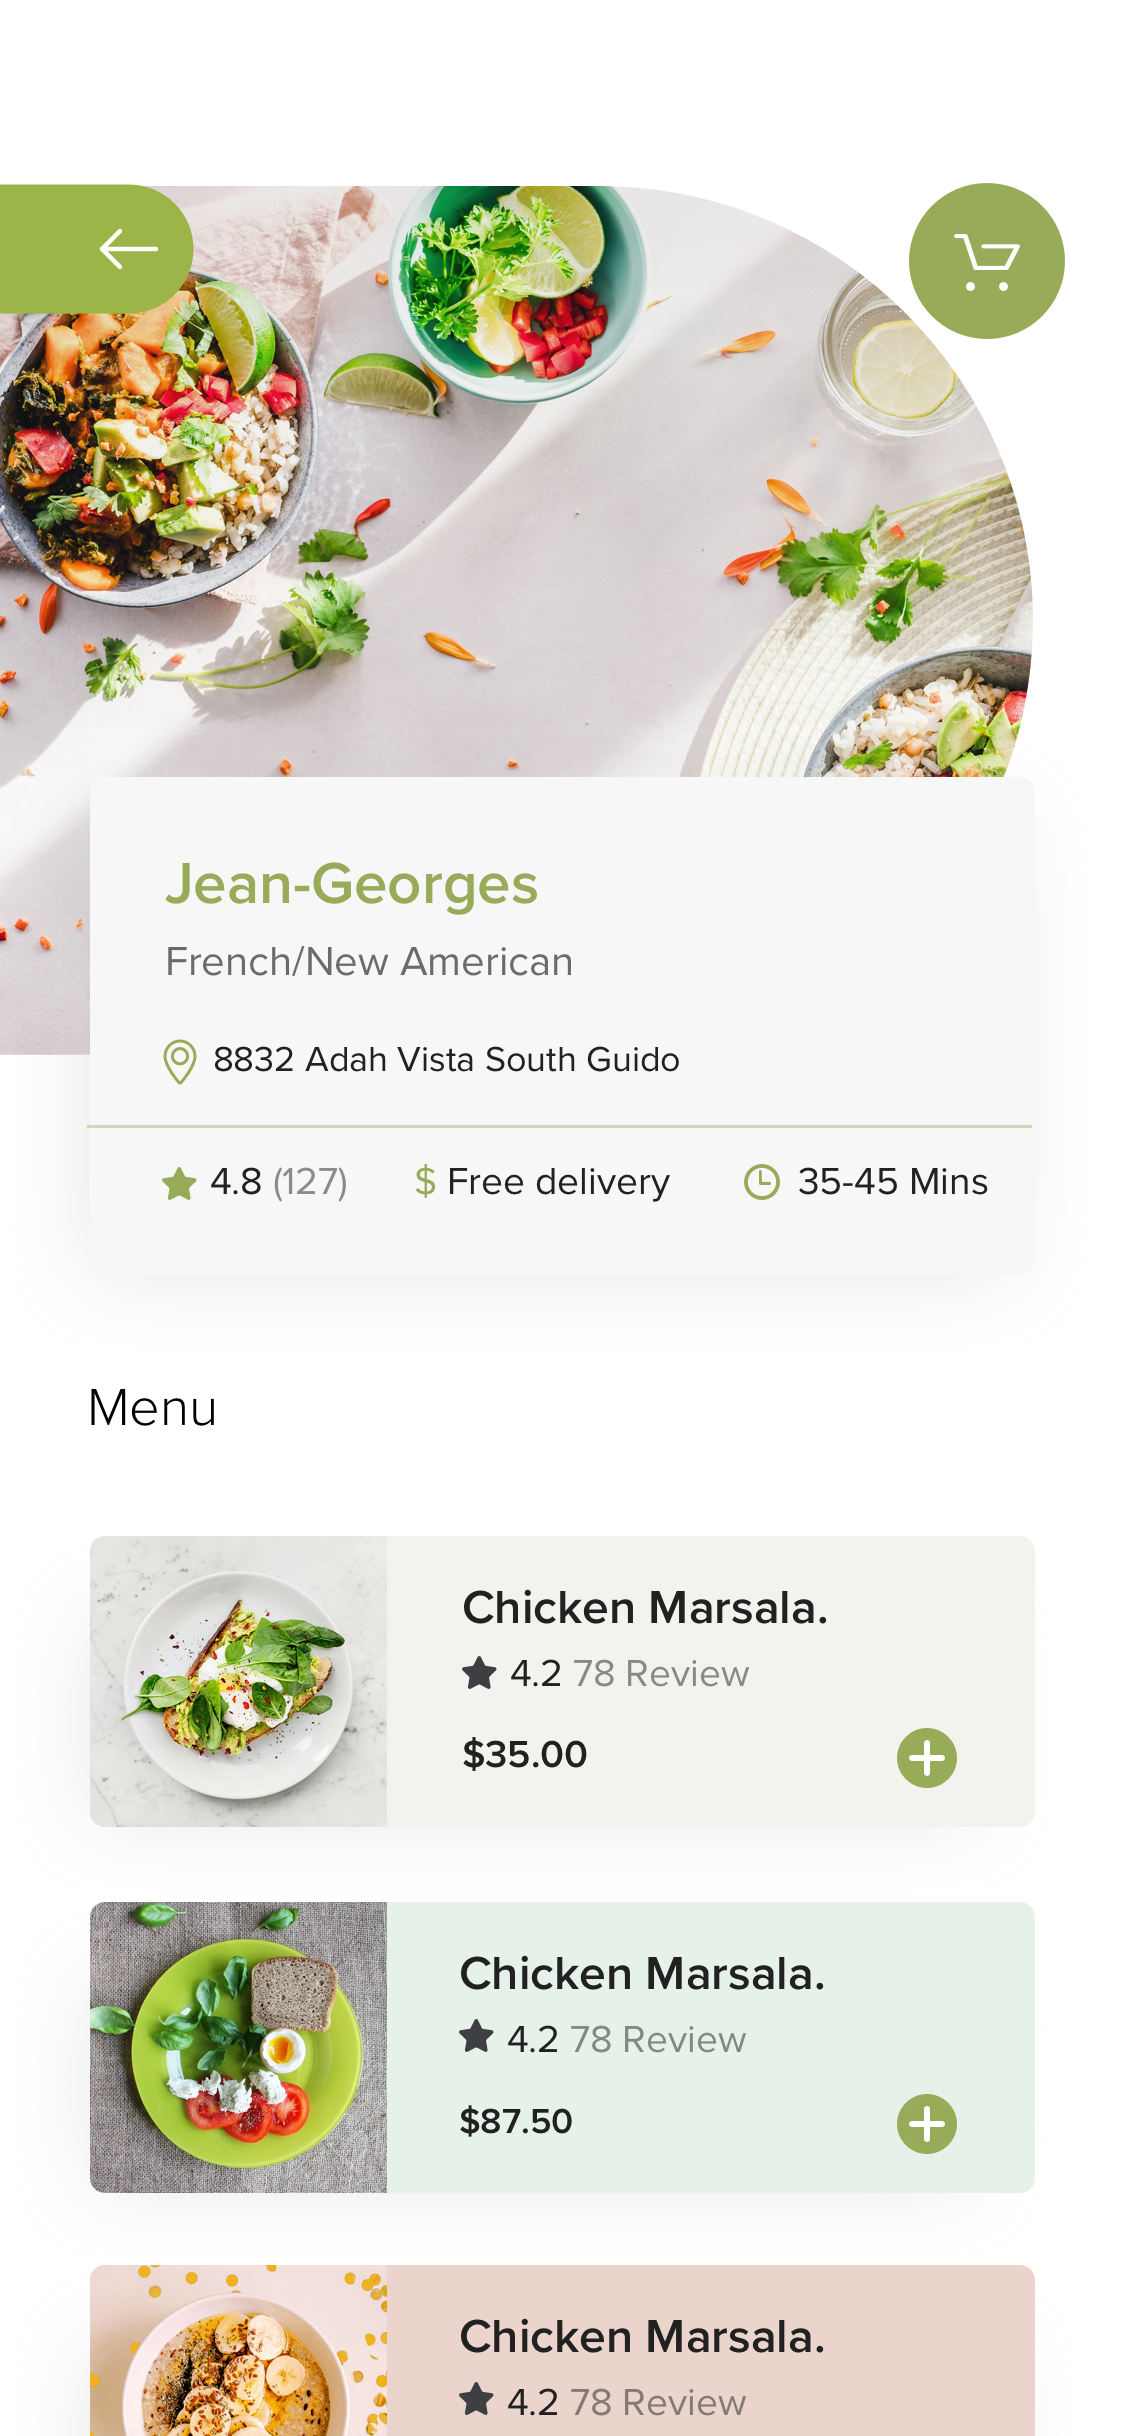 Jean-Georges
French/New American
8832 Adah Vista South Guido
4.8 (127) $ Free delivery 35-45 Mins
Menu
Chicken Marsala.
4.2 78 Review
$35.00
Chicken Marsala.
4.2 78 Review
$87.50
Chicken Marsala.
4.2 78 Review